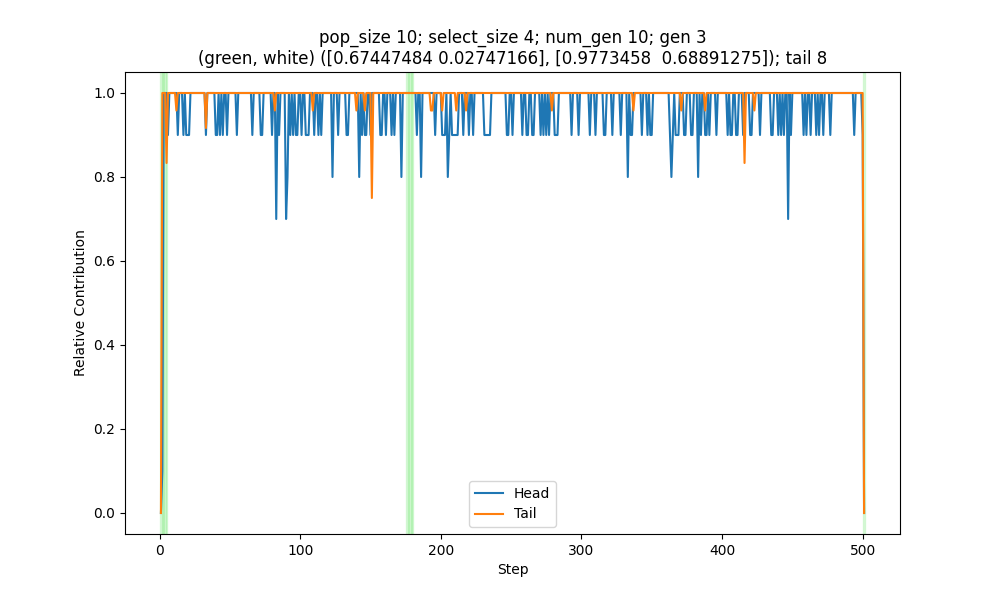 pop_size 10; select_size 4; num_gen 10; gen 3
(green, white) ([0.67447484 0.02747166], [0.9773458  0.68891275]); tail 8
Relative Contribution
1.0
0.8
0.6
0.4
0.2
0.0
Head
Tail
0 100 200 300 400 500
Step